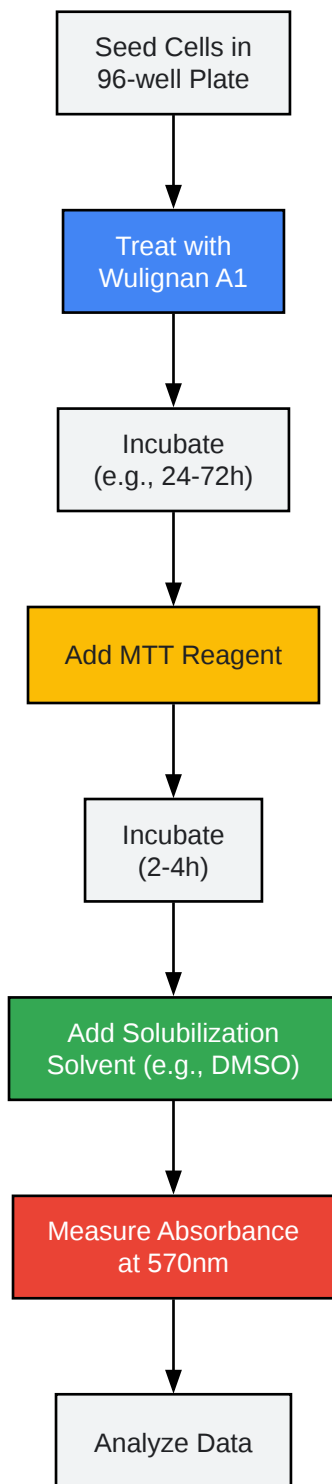 Seed Cells in
96-well Plate
Treat with
Wulignan A1
Incubate
(e.g., 24-72h)
Add MTT Reagent
Incubate
(2-4h)
Add Solubilization
Solvent (e.g., DMSO)
Measure Absorbance
at 570nm
Analyze Data